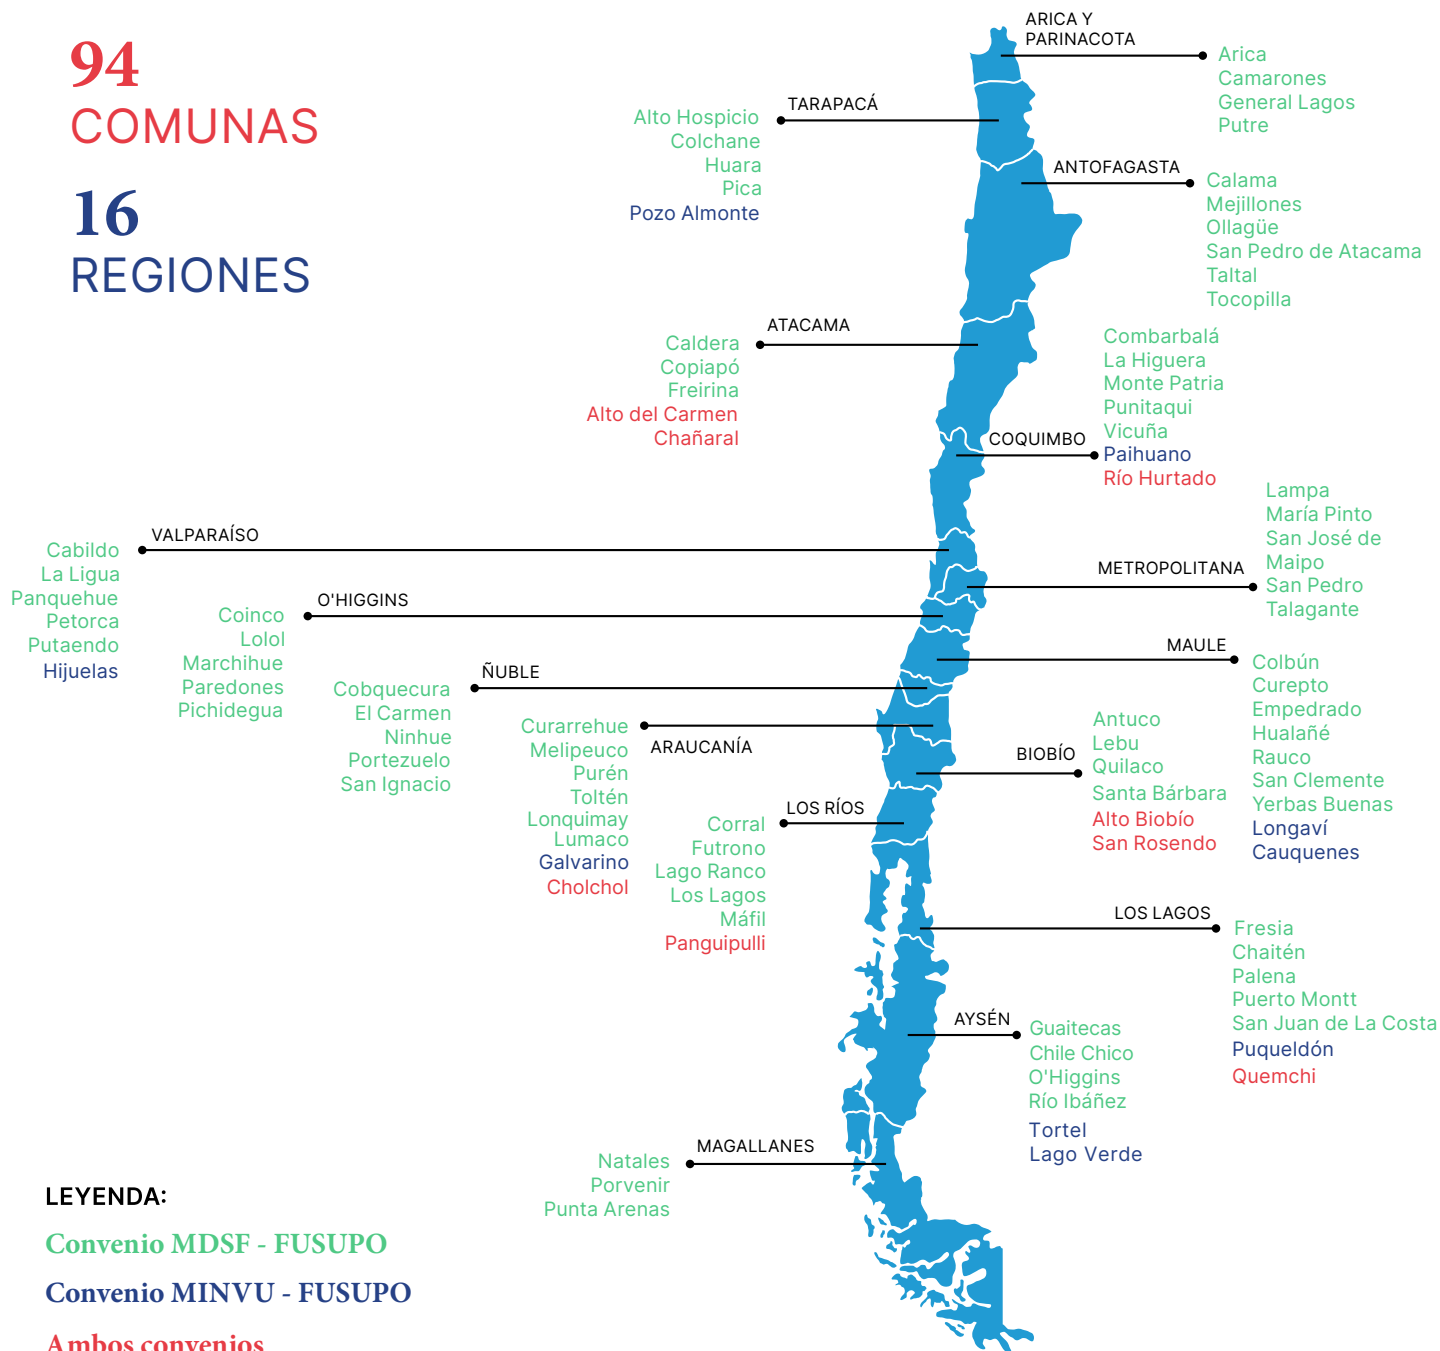 94
COMUNAS
16
REGIONES
ARICA Y
PARINACOTA
Arica
Camarones
General Lagos
Putre
TARAPACÁ
Alto Hospicio
Colchane
Huara
Pica
Pozo Almonte
ANTOFAGASTA
Calama
Mejillones
Ollagüe
San Pedro de Atacama
Taltal
Tocopilla
ATACAMA
Caldera
Copiapó
Freirina
Alto del Carmen
Chañaral
COQUIMBO
Combarbalá
La Higuera
Monte Patria
Punitaqui
Vicuña
Paihuano
Río Hurtado
VALPARAÍSO
Cabildo
La Ligua
Panquehue
Petorca
Putaendo
Hijuelas
METROPOLITANA
Lampa
María Pinto
San José de
Maipo
San Pedro
Talagante
O'HIGGINS
Coinco
Lolol
Marchihue
Paredones
Pichidegua
MAULE
Colbún
Curepto
Empedrado
Hualañé
Rauco
San Clemente
Yerbas Buenas
Longaví
Cauquenes
ÑUBLE
Cobquecura
El Carmen
Ninhue
Portezuelo
San Ignacio
ARAUCANÍA
Curarrehue
Melipeuco
Purén
Toltén
Lonquimay
Lumaco
Galvarino
Cholchol
BIOBÍO
Antuco
Lebu
Quilaco
Santa Bárbara
Alto Biobío
San Rosendo
LOS RÍOS
Corral
Futrono
Lago Ranco
Los Lagos
Máfil
Panguipulli
LOS LAGOS
Fresia
Chaitén
Palena
Puerto Montt
San Juan de La Costa
Puqueldón
Quemchi
AYSÉN
Guaitecas
Chile Chico
O'Higgins
Río Ibáñez
Tortel
Lago Verde
MAGALLANES
Natales
Porvenir
Punta Arenas
LEYENDA:
Convenio MDSF - FUSUPO
Convenio MINVU - FUSUPO
Ambos convenios